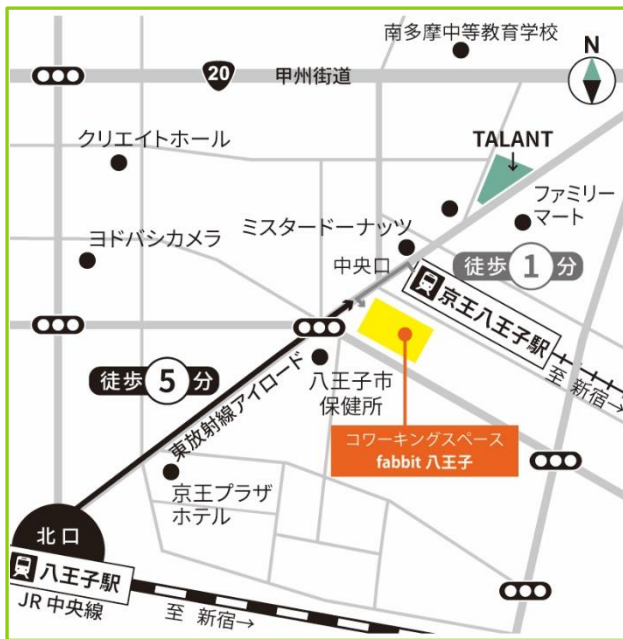 南多摩中等教育学校
N
20
甲州街道
クリエイトホール
TALANT
ファミリー
マート
ミスタードーナッツ
ヨドバシカメラ
中央口
徒歩 1 分
京王八王子駅
至 新宿→
徒歩 5 分
東放射線アイロード
八王子市
保健所
コワーキングスペース
fabbit 八王子
京王プラザ
ホテル
北口
八王子駅
JR 中央線
至 新宿→